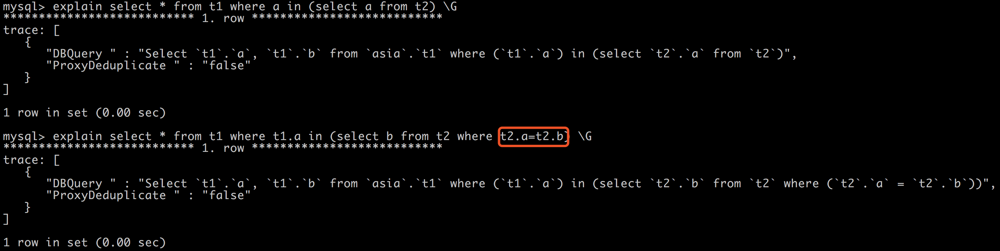 mysql> explain select * from t1 where a in (select a from t2) \G
*************************** 1. row ***************************
trace: [
   {
      "DBQuery " : "Select `t1`.`a`, `t1`.`b` from `asia`.`t1` where (`t1`.`a`) in (select `t2`.`a` from `t2`)",
      "ProxyDeduplicate " : "false"
   }
]
1 row in set (0.00 sec)
mysql> explain select * from t1 where t1.a in (select b from t2 where t2.a=t2.b) \G
*************************** 1. row ***************************
trace: [
   {
      "DBQuery " : "Select `t1`.`a`, `t1`.`b` from `asia`.`t1` where (`t1`.`a`) in (select `t2`.`b` from `t2` where (`t2`.`a` = `t2`.`b`))",
      "ProxyDeduplicate " : "false"
   }
]
1 row in set (0.00 sec)